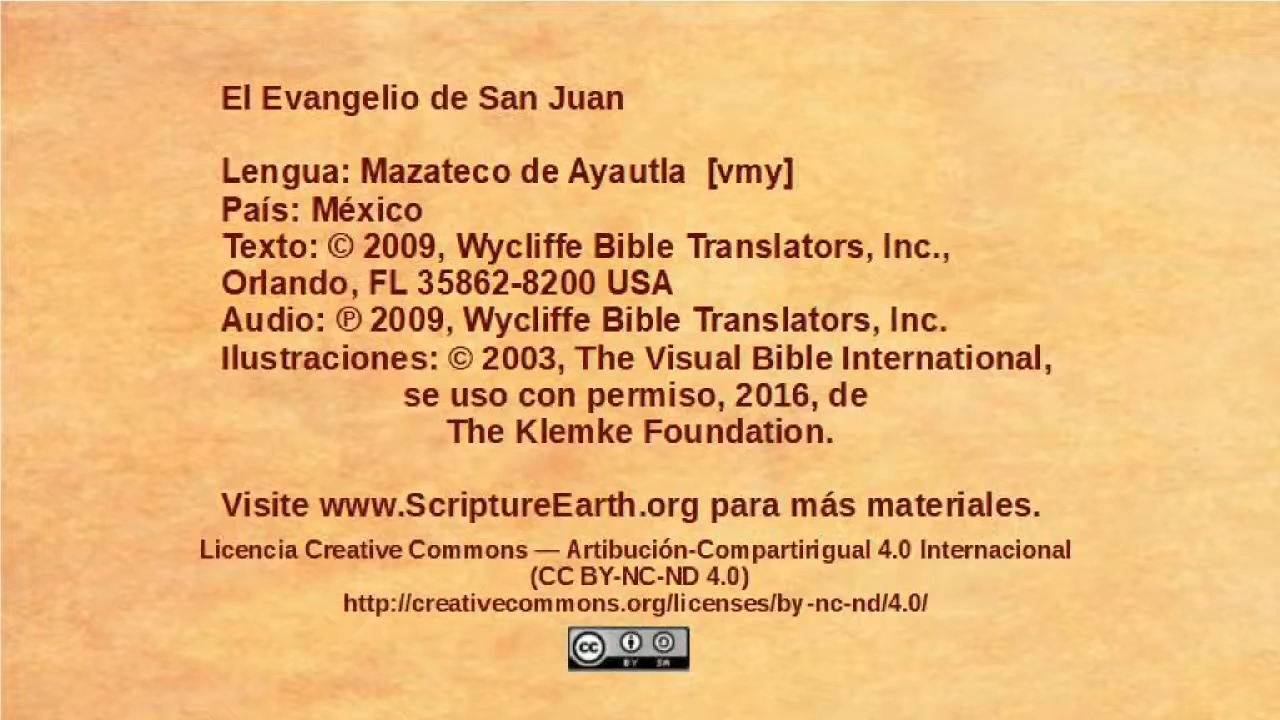 El Evangelio de San Juan
Lengua: Mazateco de Ayautla [vmy]
País: México
Texto: © 2009, Wycliffe Bible Translators, Inc.,
Orlando, FL 35862-8200 USA
Audio: ℗ 2009, Wycliffe Bible Translators, Inc.
Ilustraciones: © 2003, The Visual Bible International,
se uso con permiso, 2016, de
The Klemke Foundation.
Visite www.ScriptureEarth.org para más materiales.
Licencia Creative Commons — Artibución-Compartirigual 4.0 Internacional
(CC BY-NC-ND 4.0)
http://creativecommons.org/licenses/by-nc-nd/4.0/
cc BY SA